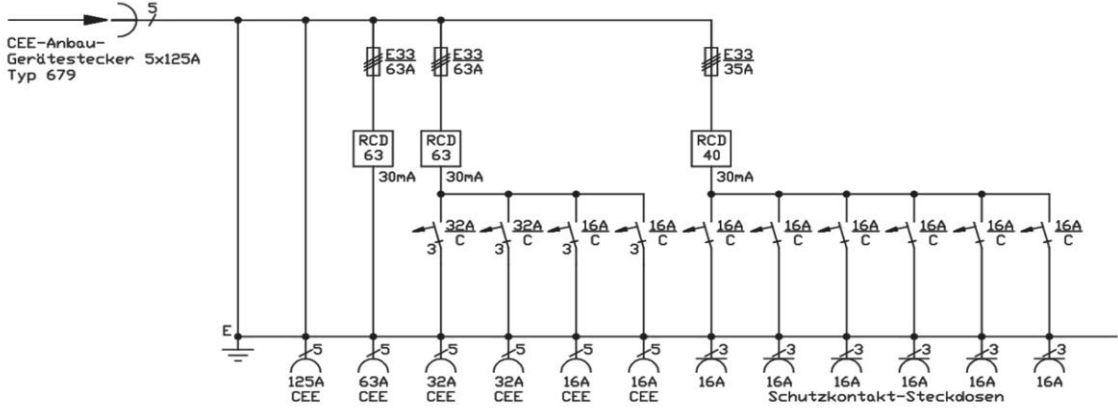 5
CEE-Anbau-
Gerätestecker 5x125A
Typ 679
E33
63A
E33
63A
E33
35A
RCD
63
30mA
RCD
63
30mA
RCD
40
30mA
32A
C
3
32A
C
3
16A
C
3
16A
C
3
16A
C
16A
C
16A
C
16A
C
16A
C
16A
C
E
5 5 5 5 5 5 3 3 3 3 3 3
125A 63A 32A 32A 16A 16A 16A 16A 16A 16A 16A 16A
CEE CEE CEE CEE CEE CEE Schutzkontakt-Steckdosen